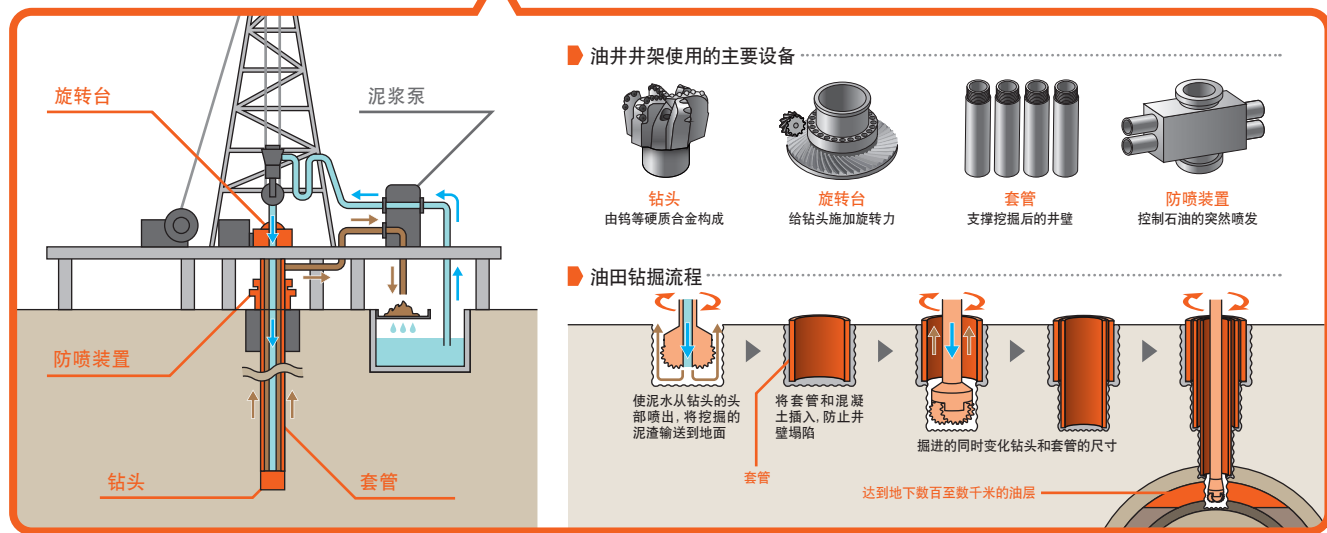 旋转台
泥浆泵
防喷装置
钻头
套管
油井井架使用的主要设备
钻头
由钨等硬质合金构成
旋转台
给钻头施加旋转力
套管
支撑挖掘后的井壁
防喷装置
控制石油的突然喷发
油田钻掘流程
使泥水从钻头的头
部喷出，将挖掘的
泥渣输送到地面
将套管和混凝
土插入，防止井
壁塌陷
套管
掘进的同时变化钻头和套管的尺寸
达到地下数百至数千米的油层